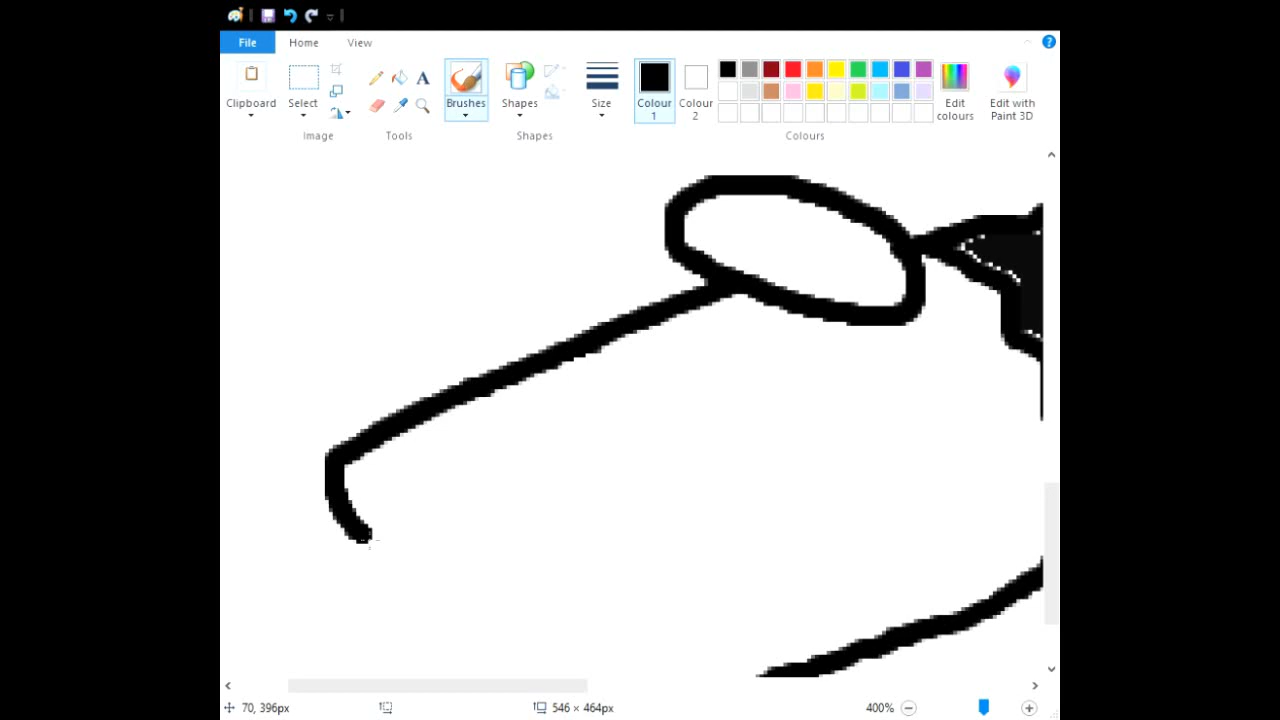 File Home View
Clipboard Select Brushes Shapes Size Colour 1 Colour 2 Edit colours Edit with Paint 3D
Image Tools Shapes Colours
70, 396px 546 × 464px 400%